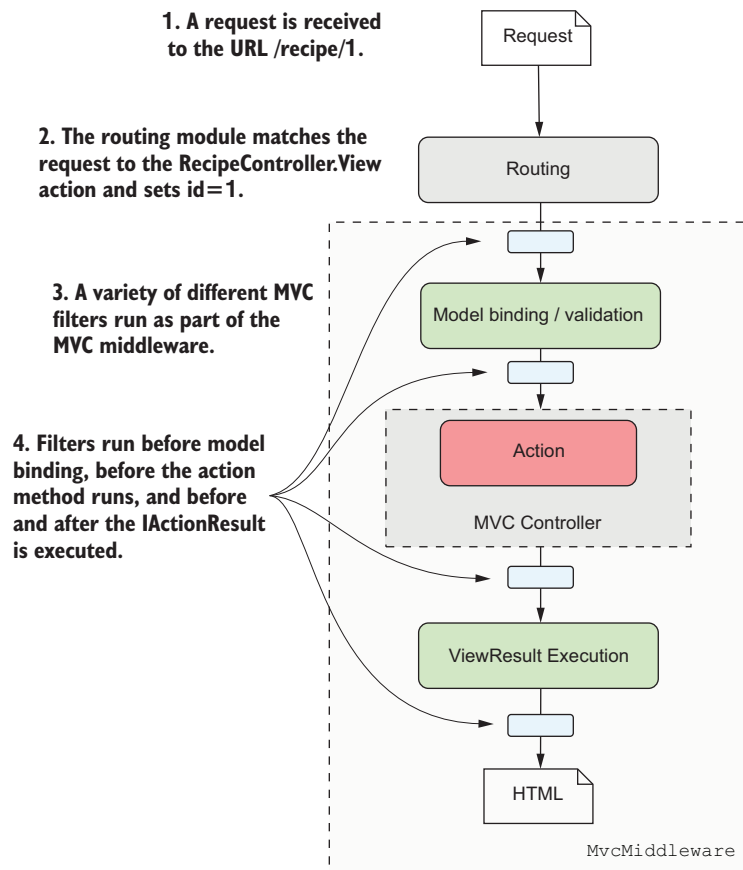 1. A request is received
to the URL /recipe/1.
Request
2. The routing module matches the
request to the RecipeController.View
action and sets id=1.
Routing
3. A variety of different MVC
filters run as part of the
MVC middleware.
Model binding / validation
4. Filters run before model
binding, before the action
method runs, and before
and after the IActionResult
is executed.
Action
MVC Controller
ViewResult Execution
HTML
MvcMiddleware